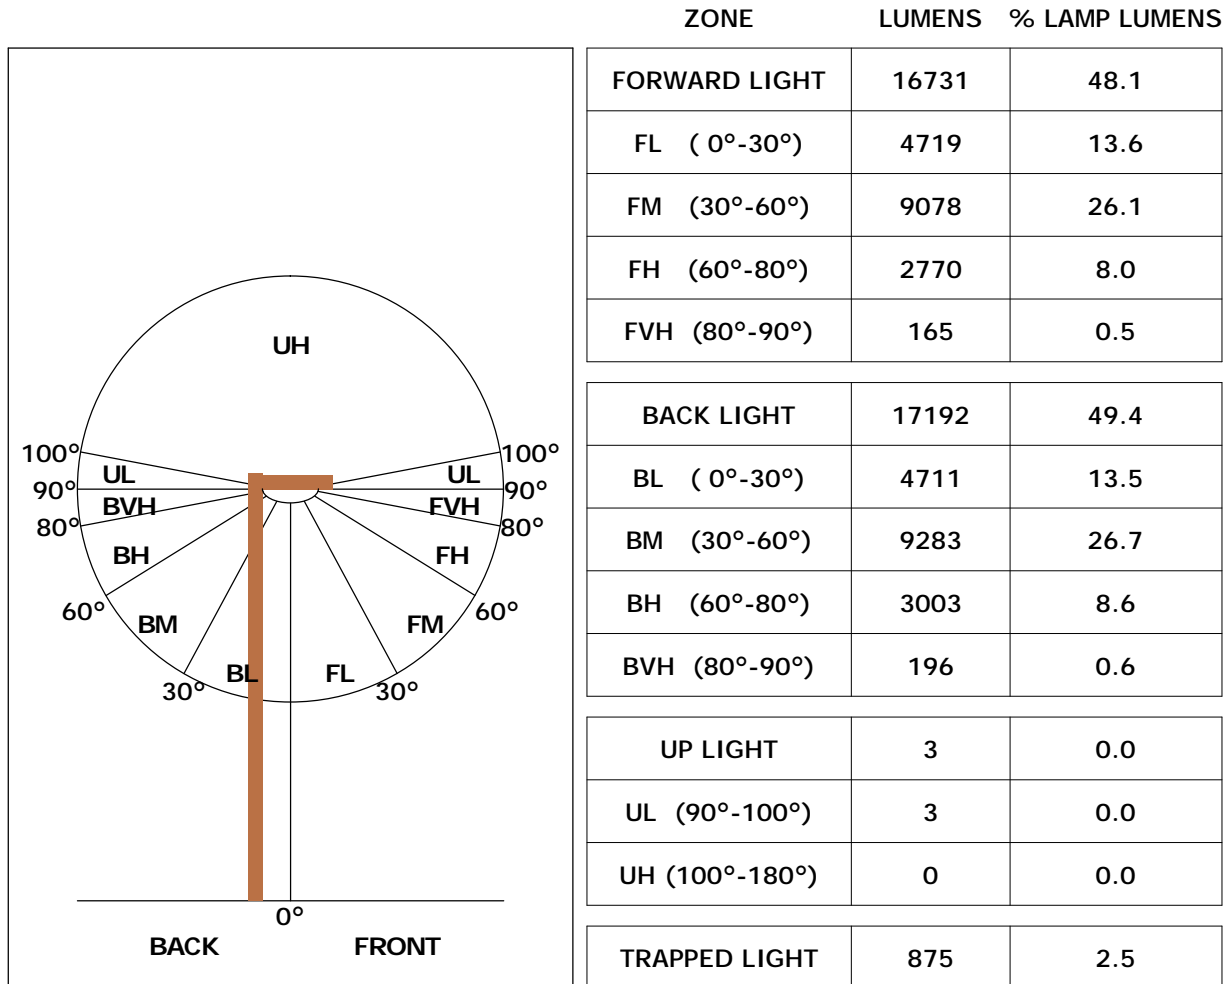 ZONE LUMENS % LAMP LUMENS
FORWARD LIGHT 16731 48.1
FL ( 0°-30°) 4719 13.6
FM (30°-60°) 9078 26.1
FH (60°-80°) 2770 8.0
FVH (80°-90°) 165 0.5
BACK LIGHT 17192 49.4
BL ( 0°-30°) 4711 13.5
BM (30°-60°) 9283 26.7
BH (60°-80°) 3003 8.6
BVH (80°-90°) 196 0.6
UP LIGHT 3 0.0
UL (90°-100°) 3 0.0
UH (100°-180°) 0 0.0
TRAPPED LIGHT 875 2.5
UH
100° 100°
UL UL
90° 90°
BVH FVH
80° 80°
BH FH
60° 60°
BM FM
BL FL
30° 30°
0°
BACK FRONT